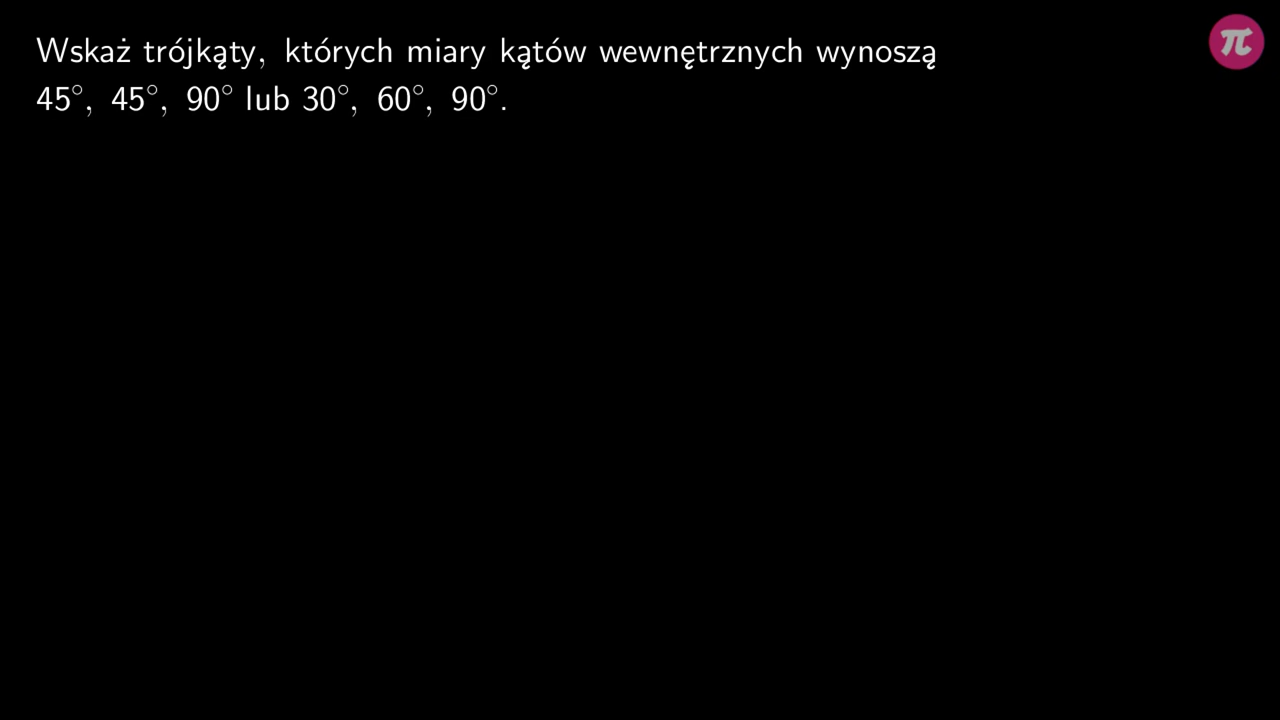 Wskaż trójkąty, których miary kątów wewnętrznych wynoszą
45°, 45°, 90° lub 30°, 60°, 90°.
π